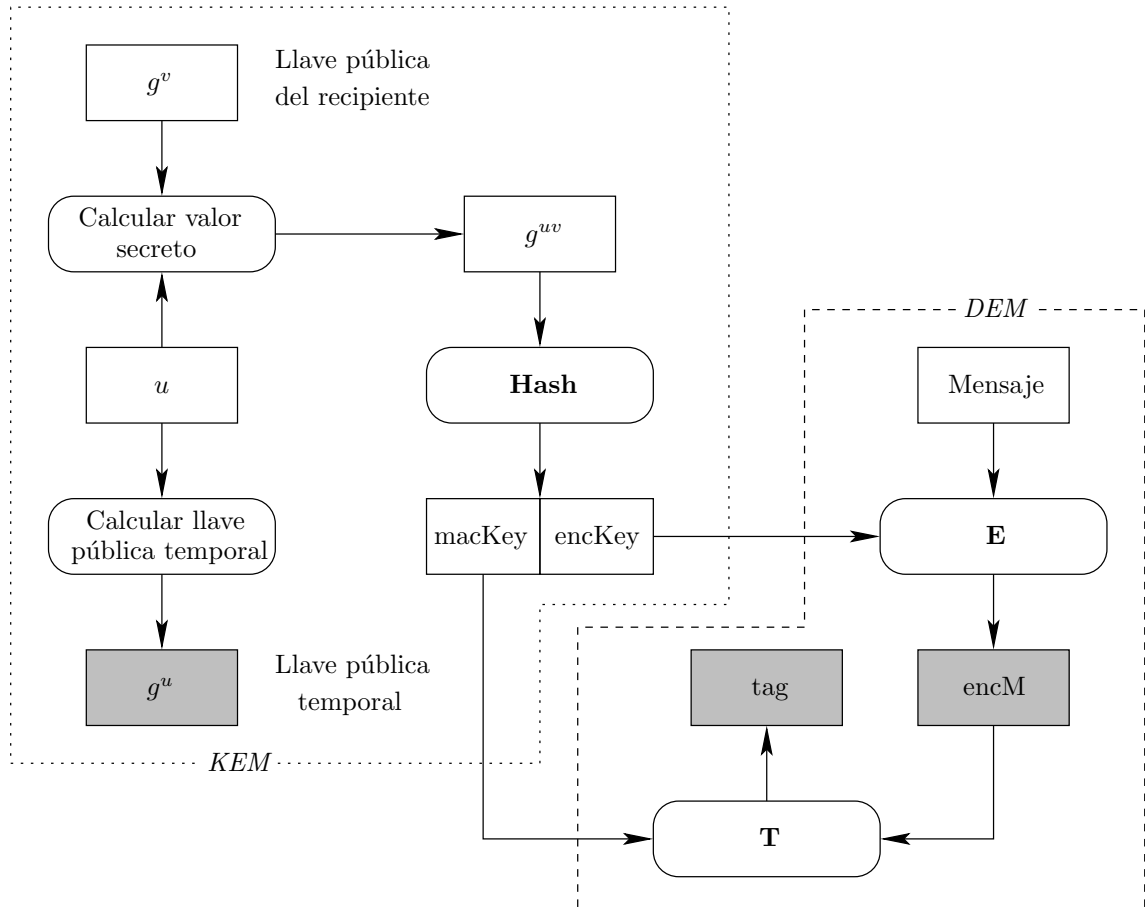 g^v
Llave pública
del recipiente
Calcular valor
secreto
g^{uv}
DEM
u
Hash
Mensaje
Calcular llave
pública temporal
macKey
encKey
E
g^u
Llave pública
temporal
tag
encM
KEM
T